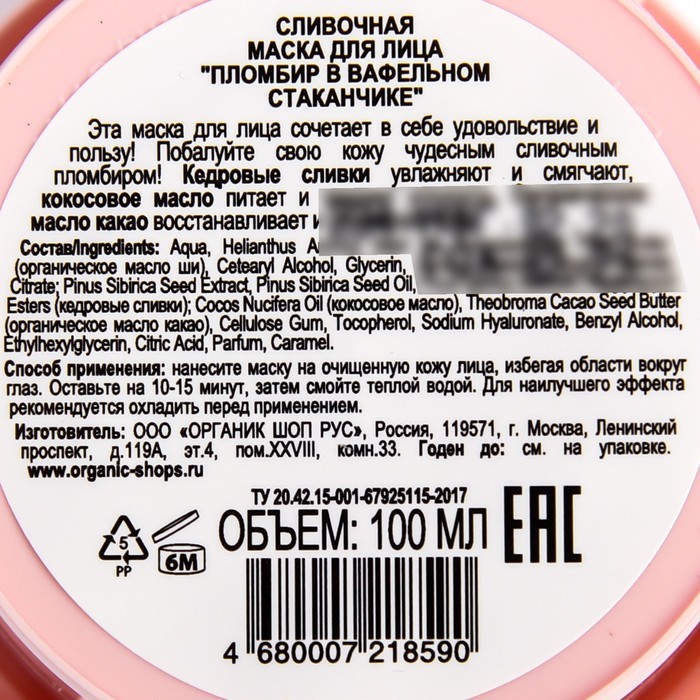 СЛИВОЧНАЯ
МАСКА ДЛЯ ЛИЦА
"ПЛОМБИР В ВАФЕЛЬНОМ
СТАКАНЧИКЕ"
Эта маска для лица сочетает в себе удовольствие и
пользу! Побалуйте свою кожу чудесным сливочным
пломбиром! Кедровые сливки увлажняют и смягчают,
кокосовое масло питает и
масло какао восстанавливает и
Состав/Ingredients: Aqua, Helianthus
(органическое масло ши), Cetearyl Alcohol, Glycerin,
Citrate; Pinus Sibirica Seed Extract, Pinus Sibirica Seed Oil,
Esters (кедровые сливки); Cocos Nucifera Oil (кокосовое масло), Theobroma Cacao Seed Butter
(органическое масло какао), Cellulose Gum, Tocopherol, Sodium Hyaluronate, Benzyl Alcohol,
Ethylhexylglycerin, Citric Acid, Parfum, Caramel.
Способ применения: нанесите маску на очищенную кожу лица, избегая области вокруг
глаз. Оставьте на 10-15 минут, затем смойте теплой водой. Для наилучшего эффекта
рекомендуется охладить перед применением.
Изготовитель: ООО «ОРГАНИК ШОП РУС», Россия, 119571, г. Москва, Ленинский
проспект, д.119А, эт.4, пом.XXVIII, комн.33. Годен до: см. на упаковке.
www.organic-shops.ru
ТУ 20.42.15-001-67925115-2017
5 PP 6М ОБЪЕМ: 100 МЛ EAC
4 680007 218590